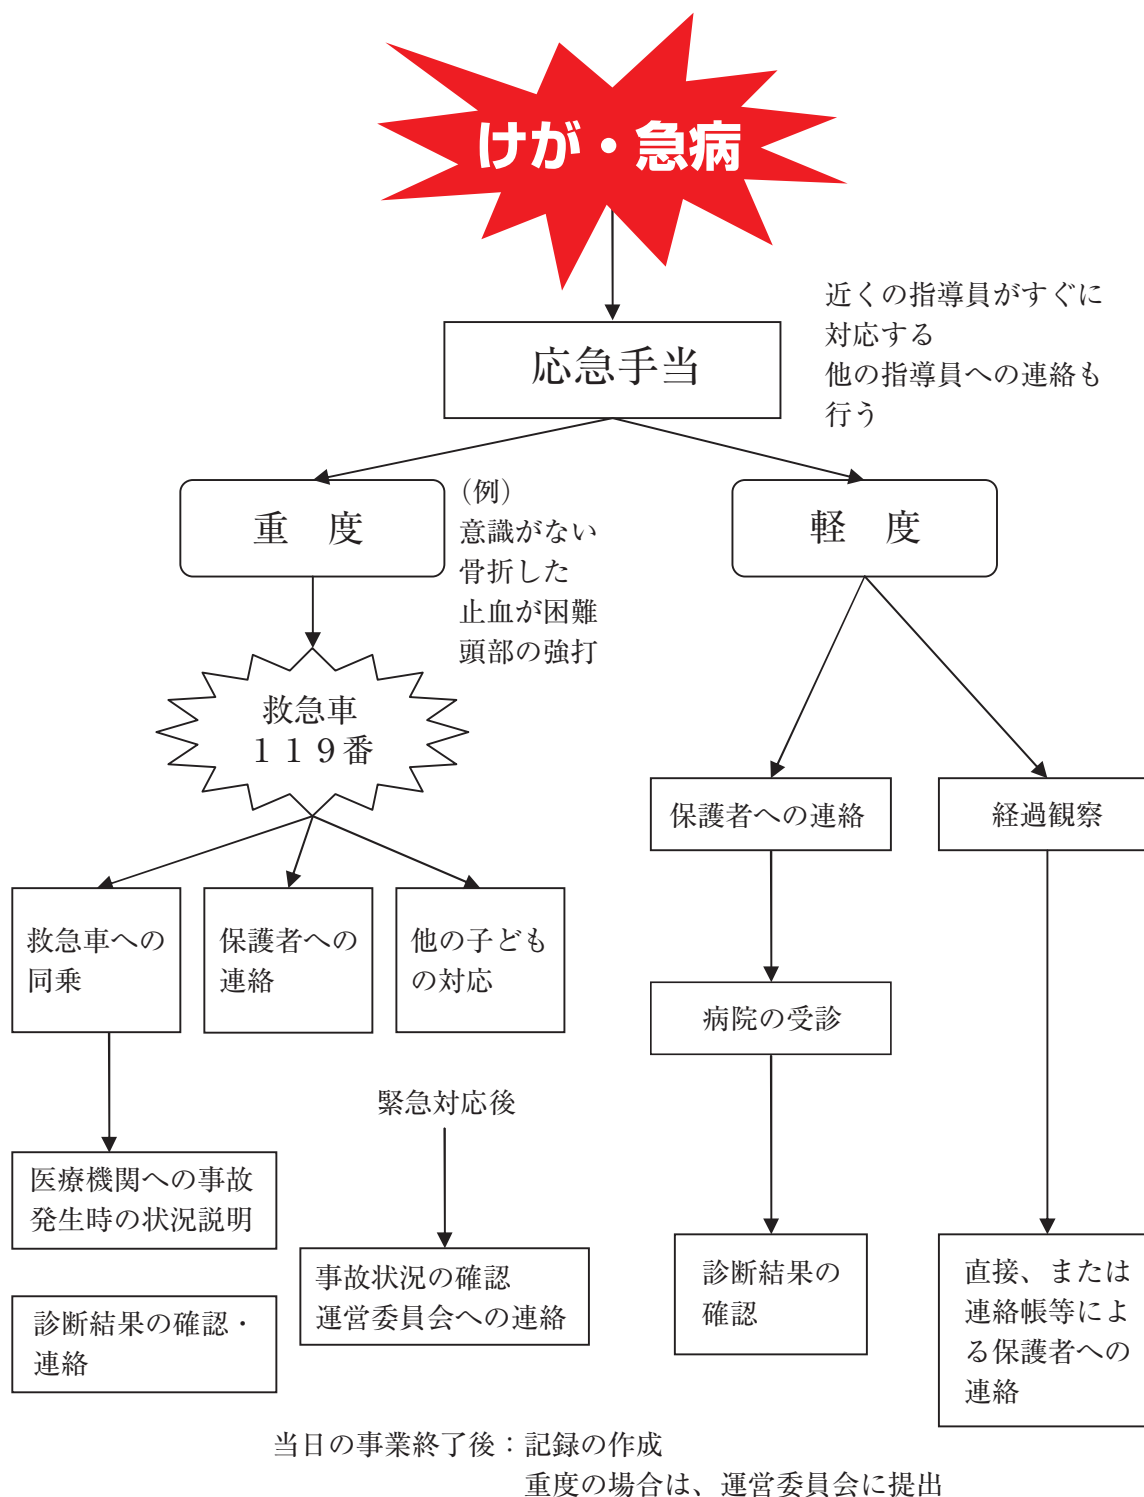 けが・急病
近くの指導員がすぐに
対応する
他の指導員への連絡も
行う
応急手当
重　度
(例)
意識がない
骨折した
止血が困難
頭部の強打
軽　度
救急車
１１９番
保護者への連絡
経過観察
救急車への
同乗
保護者への
連絡
他の子ども
の対応
病院の受診
緊急対応後
医療機関への事故
発生時の状況説明
事故状況の確認
運営委員会への連絡
診断結果の
確認
直接、または
連絡帳等によ
る保護者への
連絡
診断結果の確認・
連絡
当日の事業終了後：記録の作成
重度の場合は、運営委員会に提出